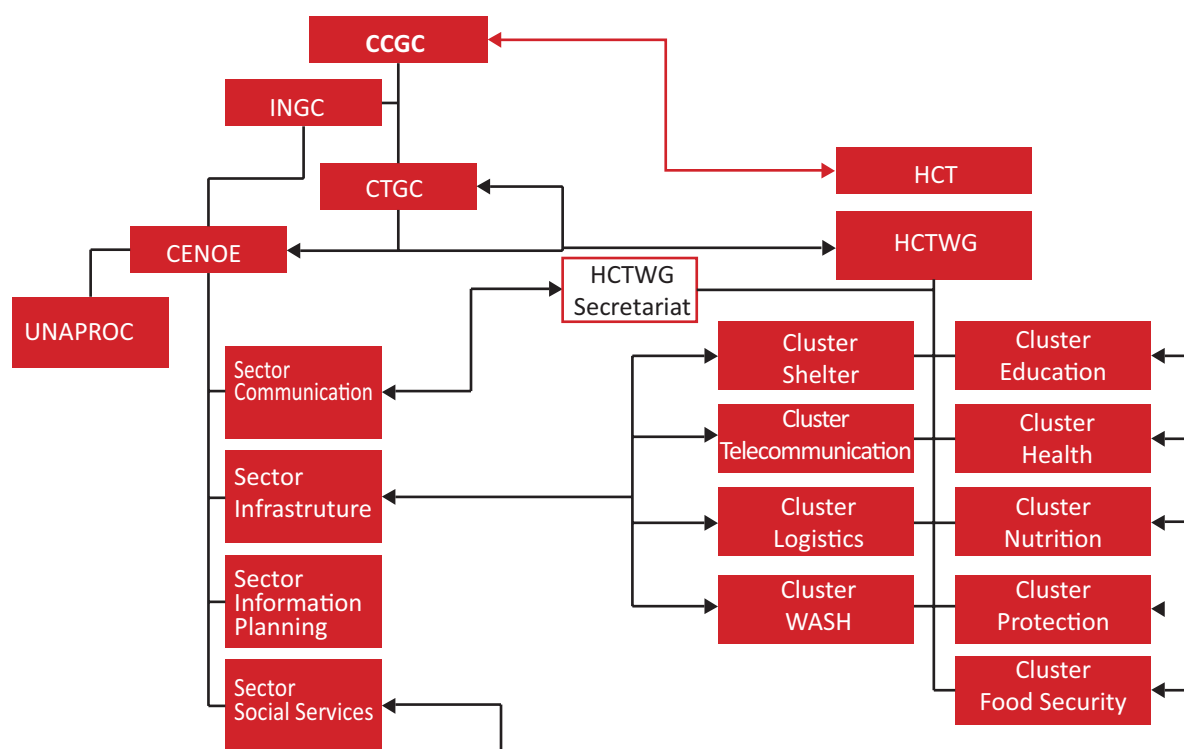 CCGC
INGC
CTGC
HCT
HCTWG
CENOE
HCTWG
Secretariat
UNAPROC
Sector
Communication
Sector
Infrastruture
Sector
Information
Planning
Sector
Social Services
Cluster
Shelter
Cluster
Education
Cluster
Telecommunication
Cluster
Health
Cluster
Logistics
Cluster
Nutrition
Cluster
WASH
Cluster
Protection
Cluster
Food Security